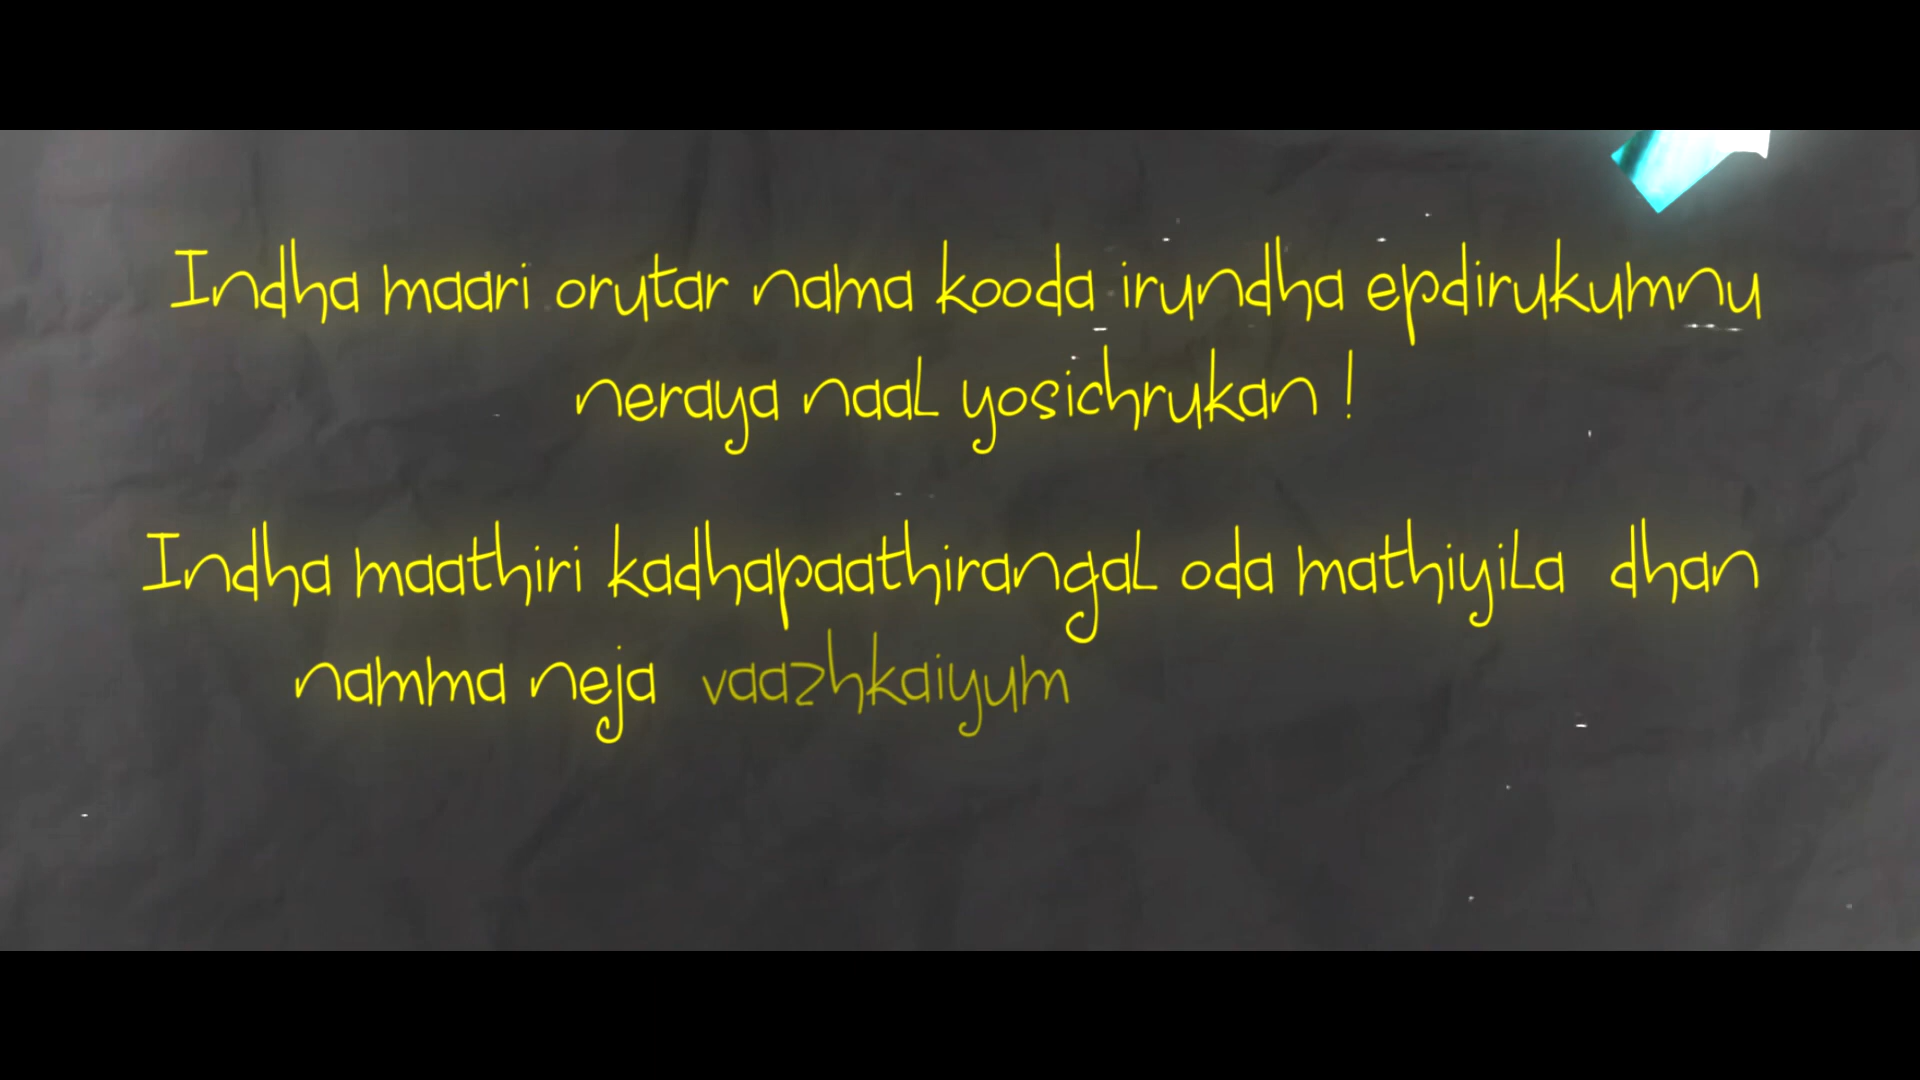 Indha maari orutar nama kooda irundha epdirukumnu
neraya naal yosichrukan !
Indha maathiri kadhapaathirangal oda mathiyila dhan
namma neja vaazhkaiyum